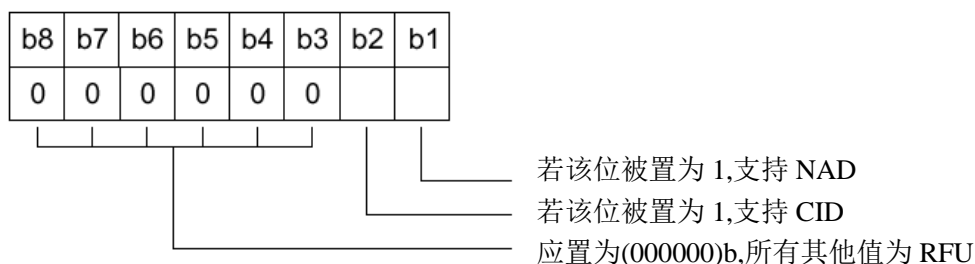 b8 b7 b6 b5 b4 b3 b2 b1
0 0 0 0 0 0
若该位被置为 1,支持 NAD
若该位被置为 1,支持 CID
应置为(000000)b,所有其他值为 RFU